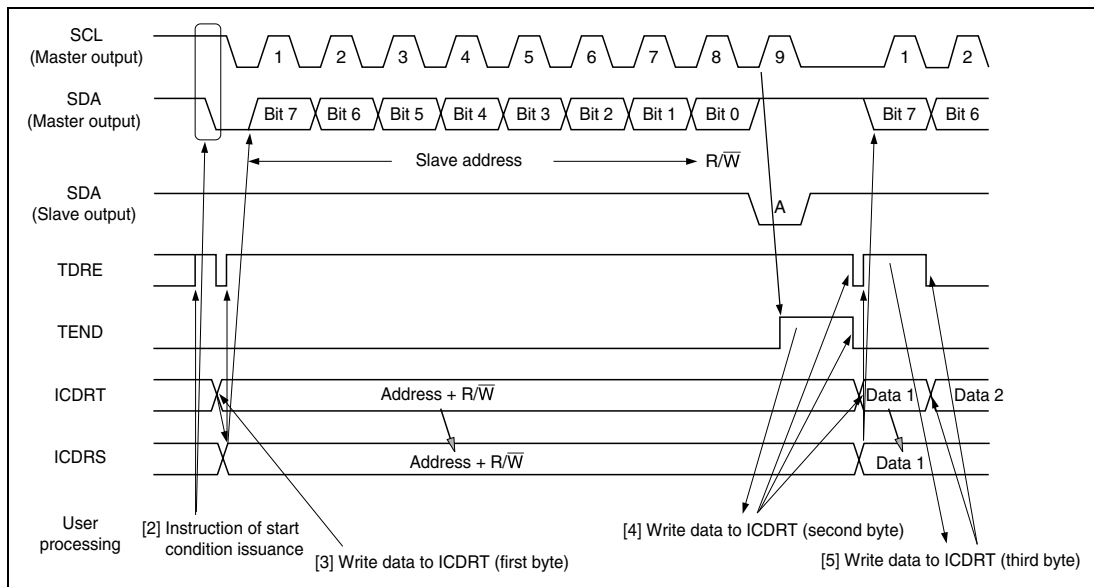 SCL
(Master output)
1 2 3 4 5 6 7 8 9 1 2
SDA
(Master output)
Bit 7 Bit 6 Bit 5 Bit 4 Bit 3 Bit 2 Bit 1 Bit 0 Bit 7 Bit 6
Slave address R/W̅
SDA
(Slave output)
A
TDRE
TEND
ICDRT
Address + R/W̅ Data 1 Data 2
ICDRS
Address + R/W̅ Data 1
User
processing
[2] Instruction of start
condition issuance
[3] Write data to ICDRT (first byte)
[4] Write data to ICDRT (second byte)
[5] Write data to ICDRT (third byte)